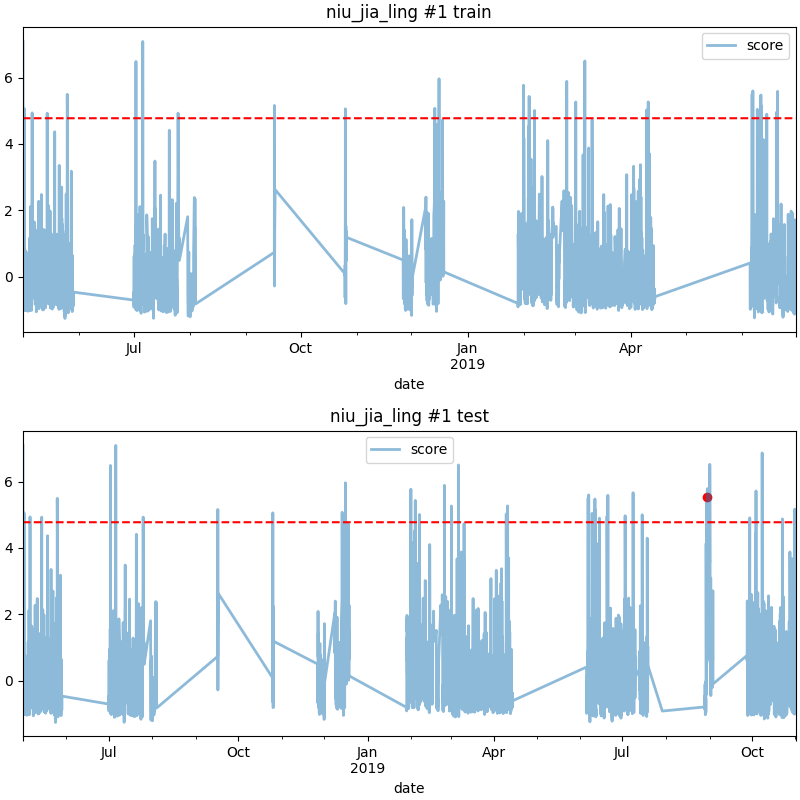 niu_jia_ling #1 train
score
6
4
2
0
Jul
Oct
Jan
2019
Apr
date
niu_jia_ling #1 test
score
6
4
2
0
Jul
Oct
Jan
2019
Apr
Jul
Oct
date